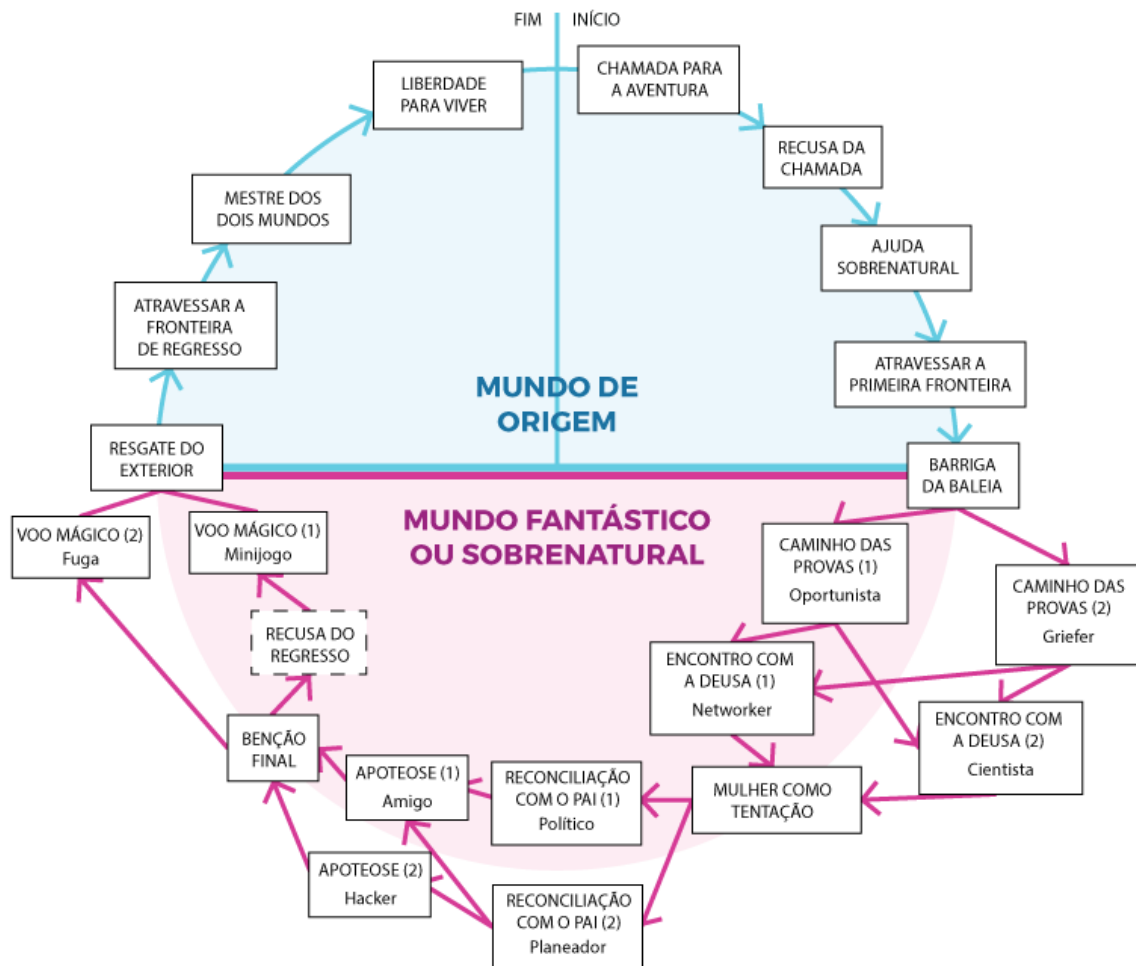 FIM
INÍCIO
CHAMADA PARA
A AVENTURA
RECUSA DA
CHAMADA
AJUDA
SOBRENATURAL
ATRAVESSAR A
PRIMEIRA FRONTEIRA
BARRIGA
DA BALEIA
LIBERDADE
PARA VIVER
MESTRE DOS
DOIS MUNDOS
ATRAVESSAR A
FRONTEIRA
DE REGRESSO
RESGATE DO
EXTERIOR
MUNDO DE
ORIGEM
MUNDO FANTÁSTICO
OU SOBRENATURAL
CAMINHO DAS
PROVAS (1)
Oportunista
CAMINHO DAS
PROVAS (2)
Griefer
ENCONTRO COM
A DEUSA (1)
Networker
ENCONTRO COM
A DEUSA (2)
Cientista
MULHER COMO
TENTAÇÃO
RECONCILIAÇÃO
COM O PAI (1)
Político
RECONCILIAÇÃO
COM O PAI (2)
Planeador
APOTEOSE (1)
Amigo
APOTEOSE (2)
Hacker
BENÇÃO
FINAL
RECUSA DO
REGRESSO
VOO MÁGICO (1)
Minijogo
VOO MÁGICO (2)
Fuga